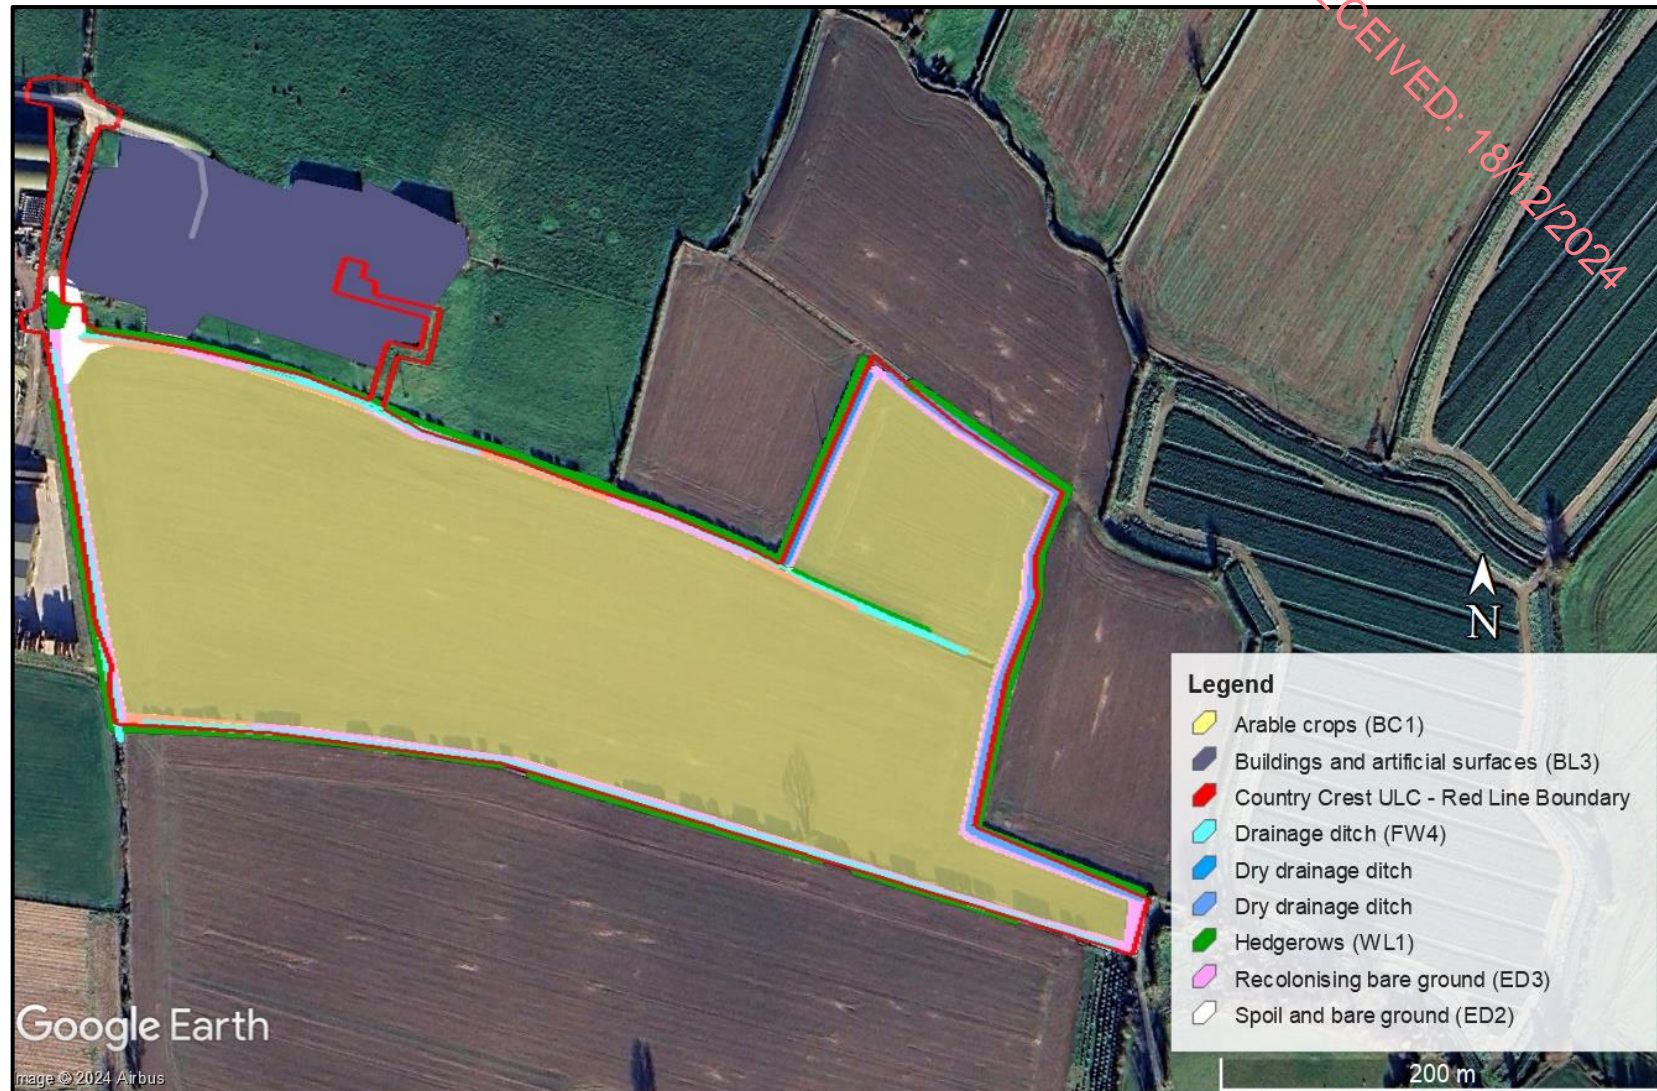 CEIVED: 18/12/2024
N
Legend
Arable crops (BC1)
Buildings and artificial surfaces (BL3)
Country Crest ULC - Red Line Boundary
Drainage ditch (FW4)
Dry drainage ditch
Dry drainage ditch
Hedgerows (WL1)
Recolonising bare ground (ED3)
Spoil and bare ground (ED2)
Google Earth
mage © 2024 Airbus
200 m